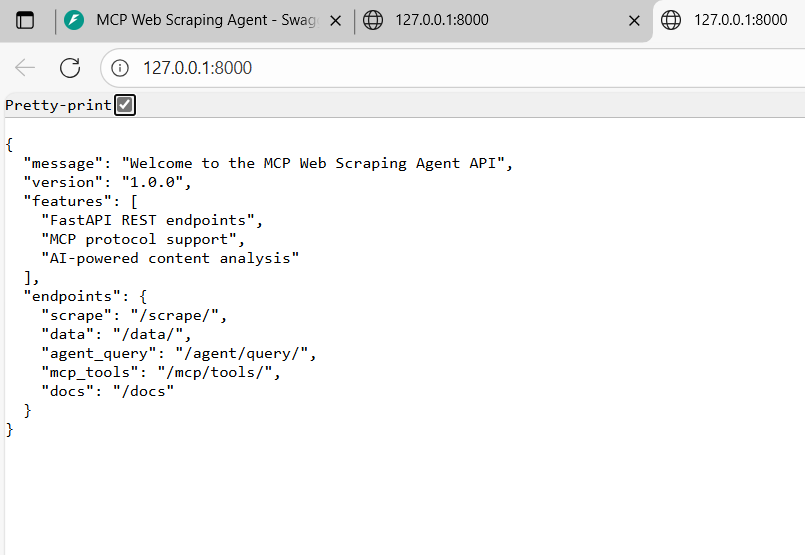 MCP Web Scraping Agent - Swag
127.0.0.1:8000
127.0.0.1:8000
127.0.0.1:8000
Pretty-print
{
  "message": "Welcome to the MCP Web Scraping Agent API",
  "version": "1.0.0",
  "features": [
    "FastAPI REST endpoints",
    "MCP protocol support",
    "AI-powered content analysis"
  ],
  "endpoints": {
    "scrape": "/scrape/",
    "data": "/data/",
    "agent_query": "/agent/query/",
    "mcp_tools": "/mcp/tools/",
    "docs": "/docs"
  }
}